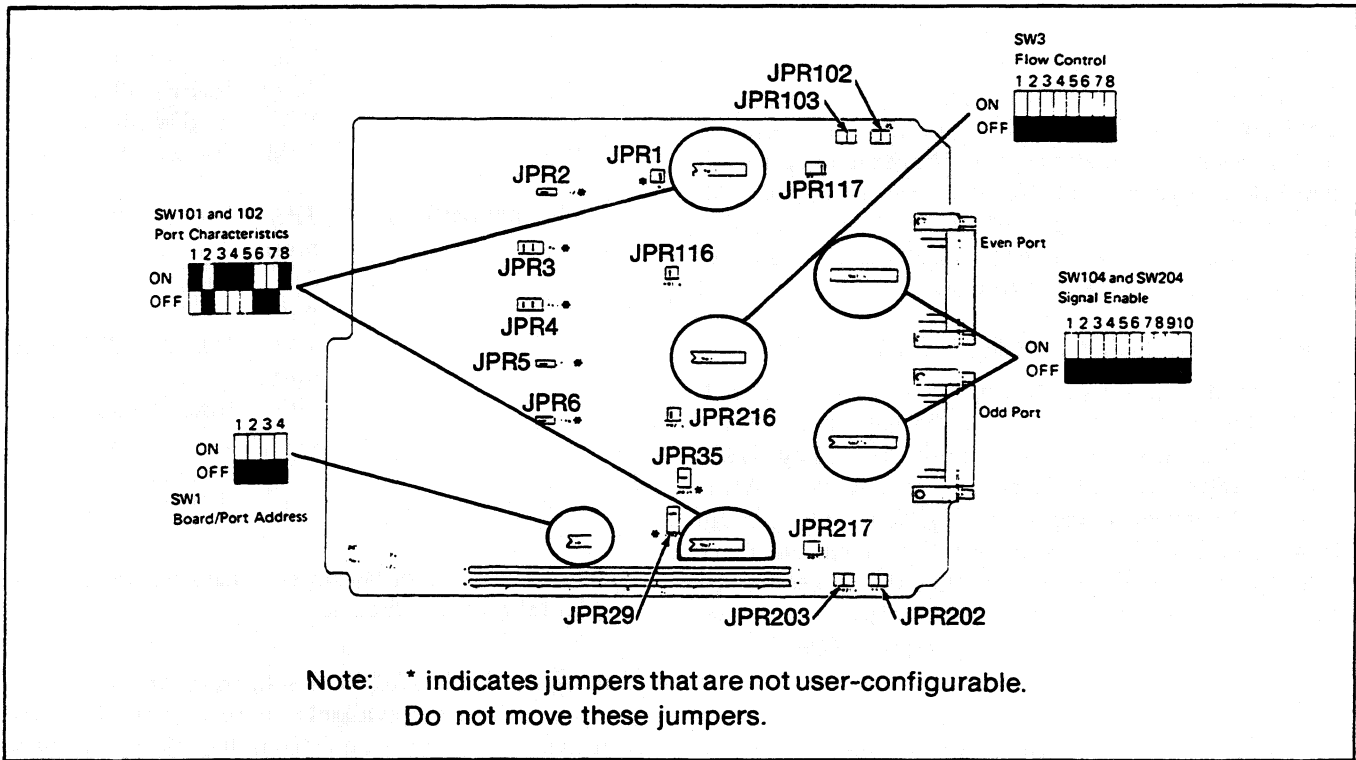 SW3
Flow Control
1 2 3 4 5 6 7 8
ON
OFF
JPR102
JPR103
JPR1
*
JPR2
*
JPR117
SW101 and 102
Port Characteristics
1 2 3 4 5 6 7 8
ON
OFF
JPR3
*
JPR116
Even Port
SW104 and SW204
Signal Enable
1 2 3 4 5 6 7 8 9 10
ON
OFF
JPR4
*
JPR5
*
JPR6
*
JPR216
Odd Port
1 2 3 4
ON
OFF
SW1
Board/Port Address
JPR35
*
*
JPR217
JPR29
JPR203
JPR202
Note: * indicates jumpers that are not user-configurable.
Do not move these jumpers.